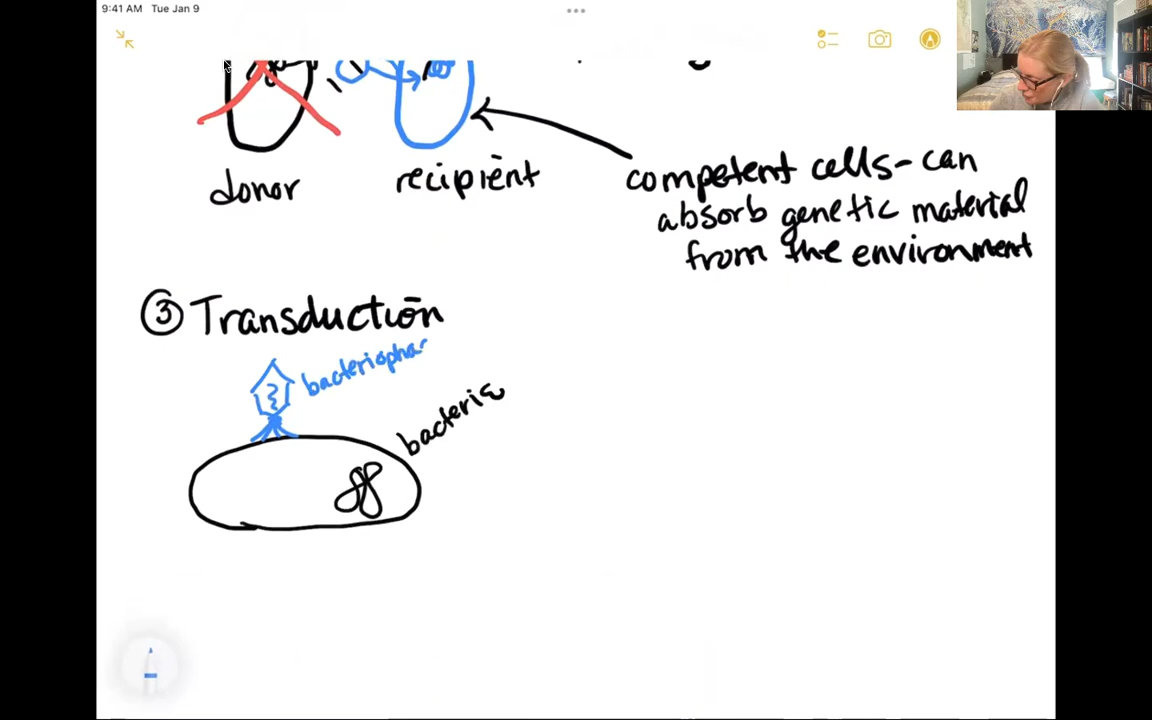 9:41 AM Tue Jan 9
donor
recipient
competent cells - can
absorb genetic material
from the environment
③ Transduction
bacteriopha
bacteria